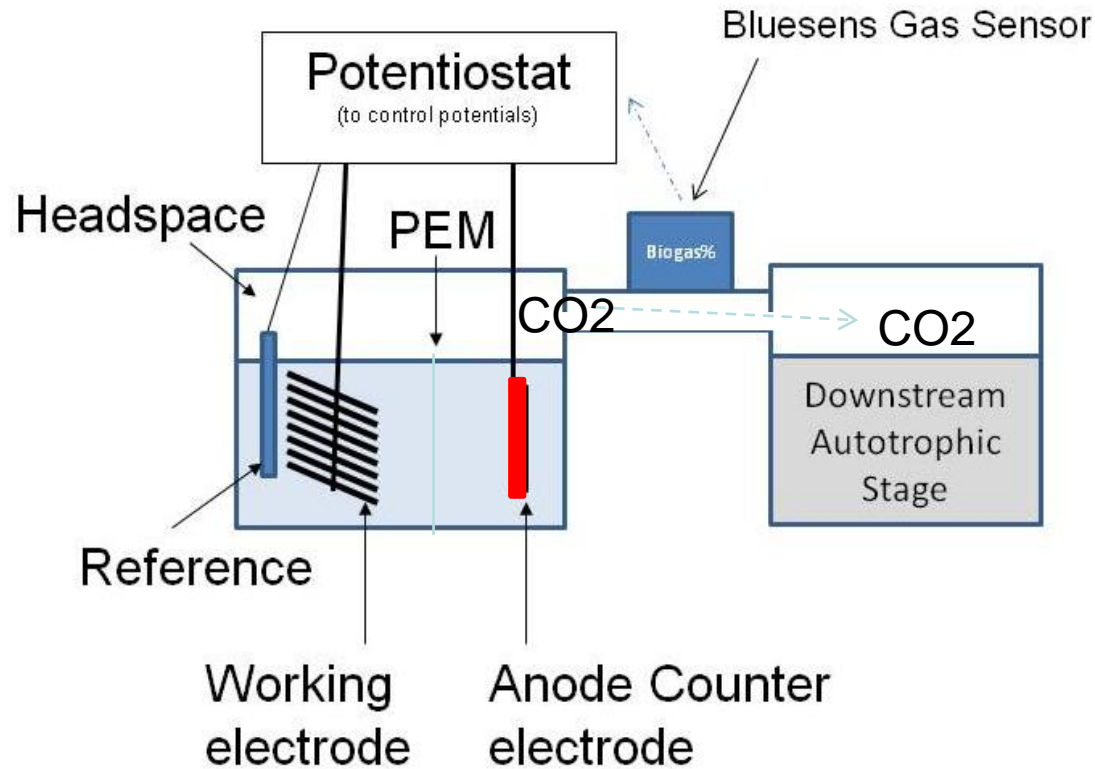 Bluesens Gas Sensor
Potentiostat
(to control potentials)
Headspace
PEM
Biogas%
CO2
CO2
Downstream
Autotrophic
Stage
Reference
Working
electrode
Anode Counter
electrode